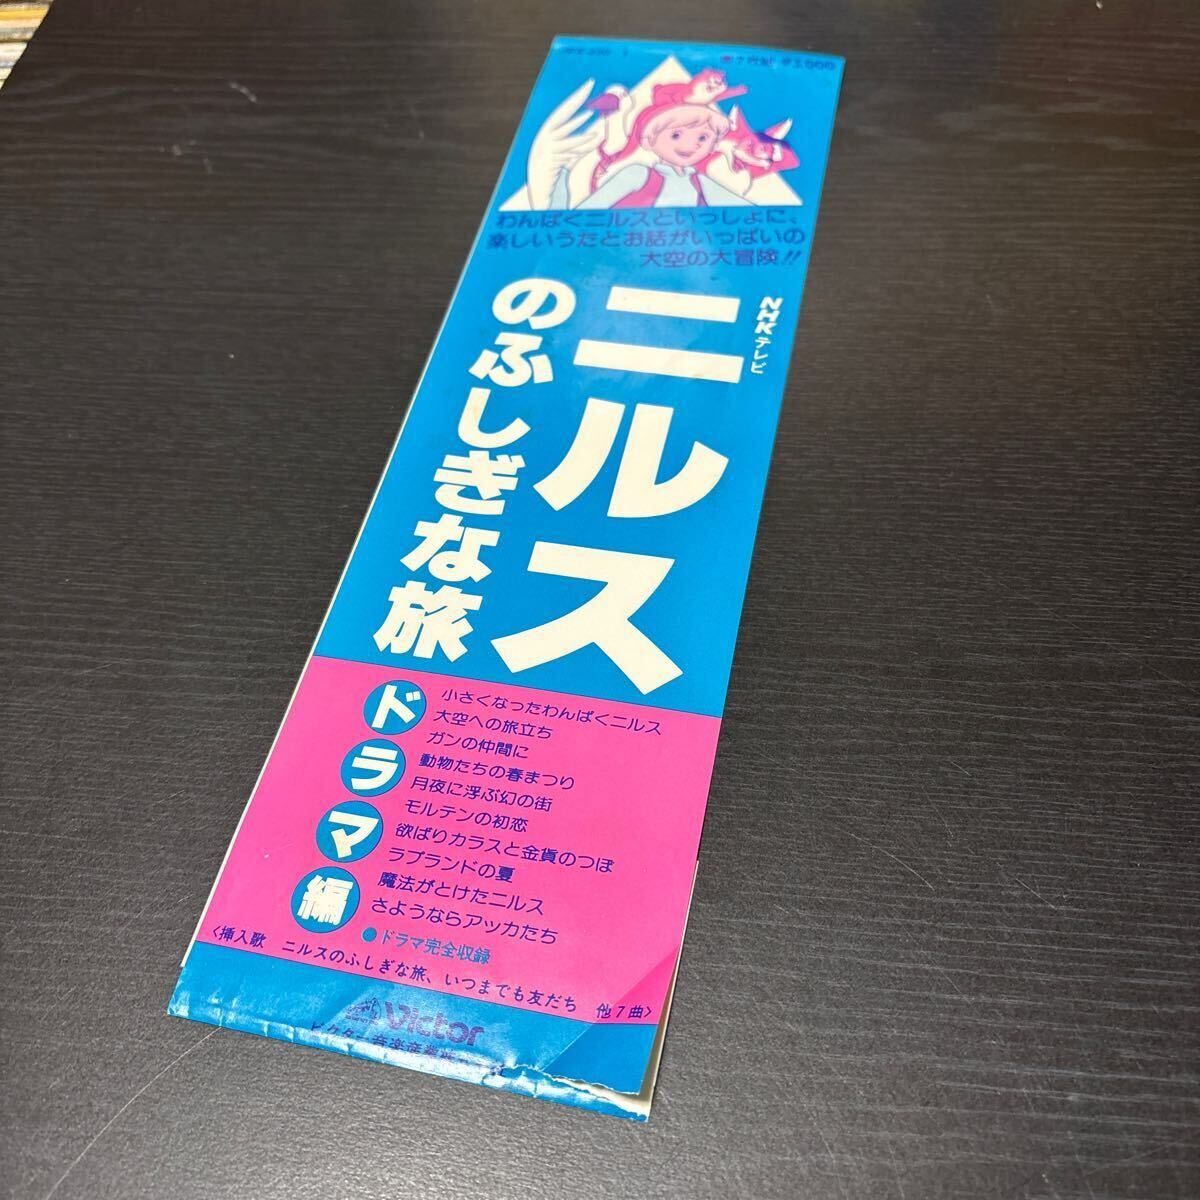 わんぱくニルスといっしょに、
楽しいうたとお話がいっぱいの
大空の大冒険!!
NHKテレビ
ニルス
のふしぎな旅
ドラマ編
小さくなったわんぱくニルス
大空への旅立ち
ガンの仲間に
動物たちの春まつり
月夜に浮ぶ幻の街
モルテンの初恋
欲ばりカラスと金貨のつぼ
ラプランドの夏
魔法がとけたニルス
さようならアッカたち
●ドラマ完全収録
〈挿入歌 ニルスのふしぎな旅、いつまでも友だち 他7曲〉
Victor
ビクター音楽産業株